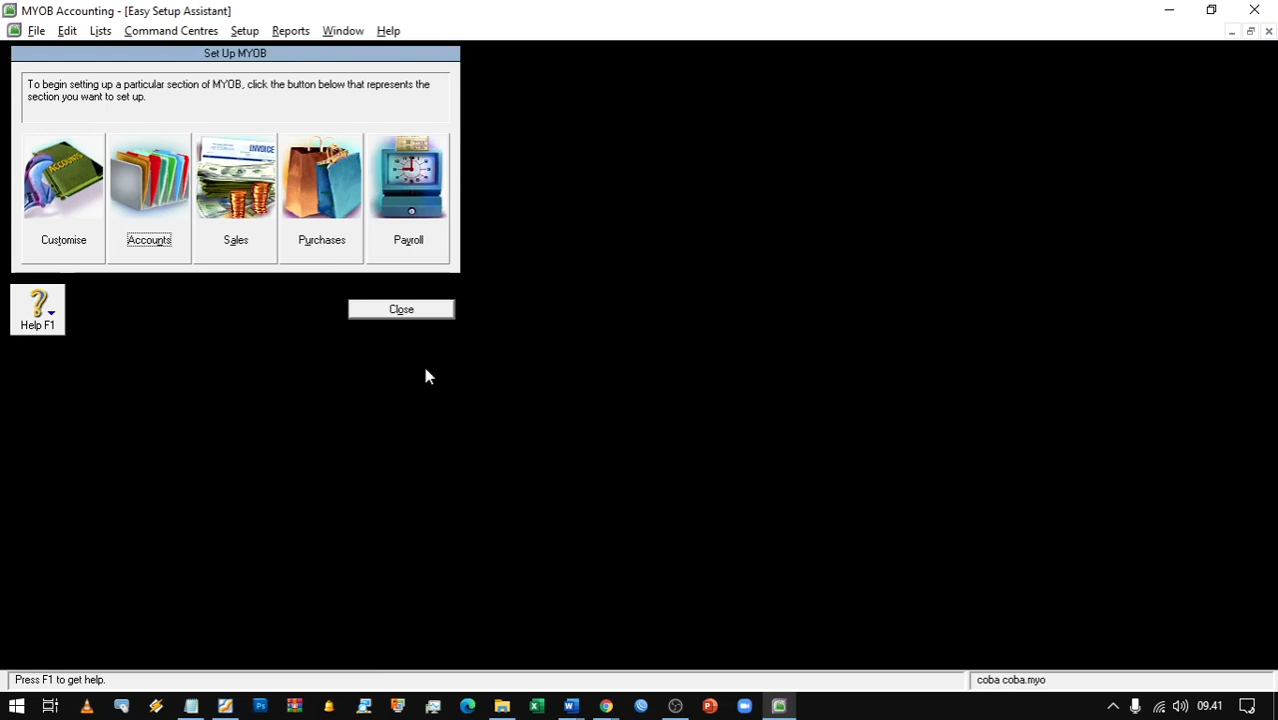 MYOB Accounting - [Easy Setup Assistant]
File Edit Lists Command Centres Setup Reports Window Help
Set Up MYOB
To begin setting up a particular section of MYOB, click the button below that represents the
section you want to set up.
ACCOUNTS
INVOICE
Customise Accounts Sales Purchases Payroll
Help F1
Close
Press F1 to get help.
coba coba.myo
09.41